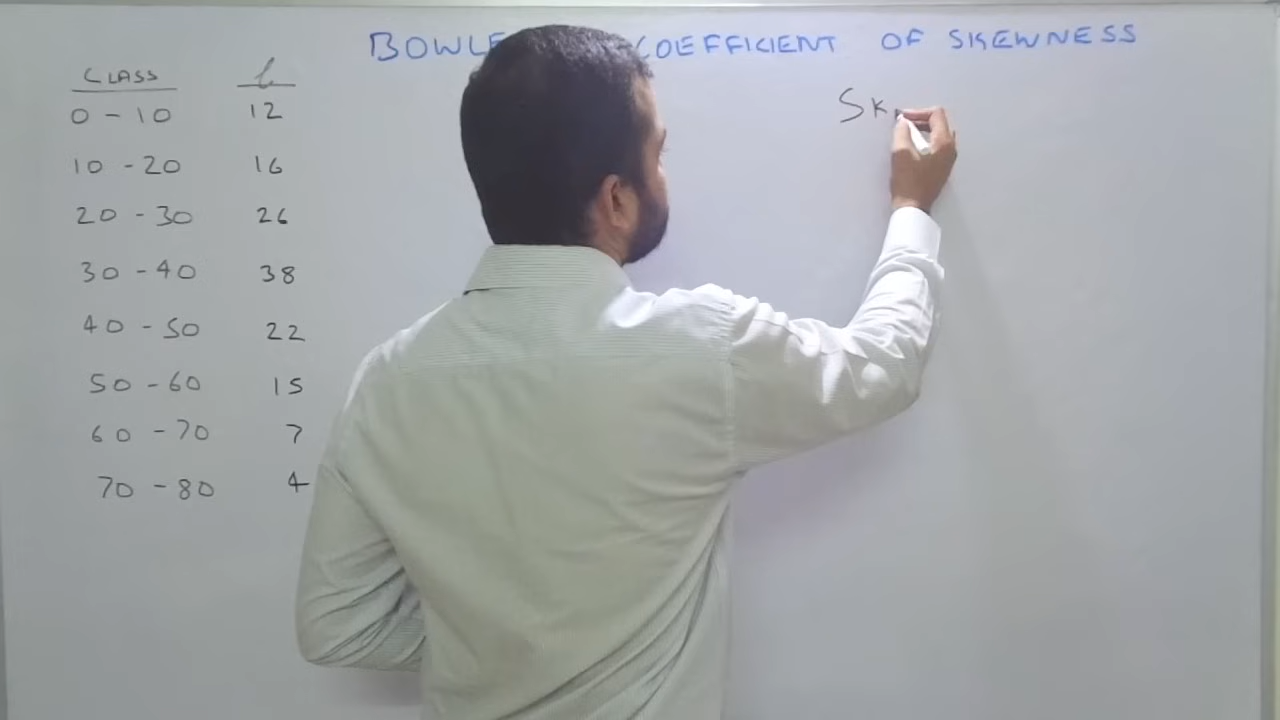 BOWLE COEFFICIENT OF SKEWNESS
CLASS f
0 - 10 12
10 - 20 16
20 - 30 26
30 - 40 38
40 - 50 22
50 - 60 15
60 - 70 7
70 - 80 4
Sk